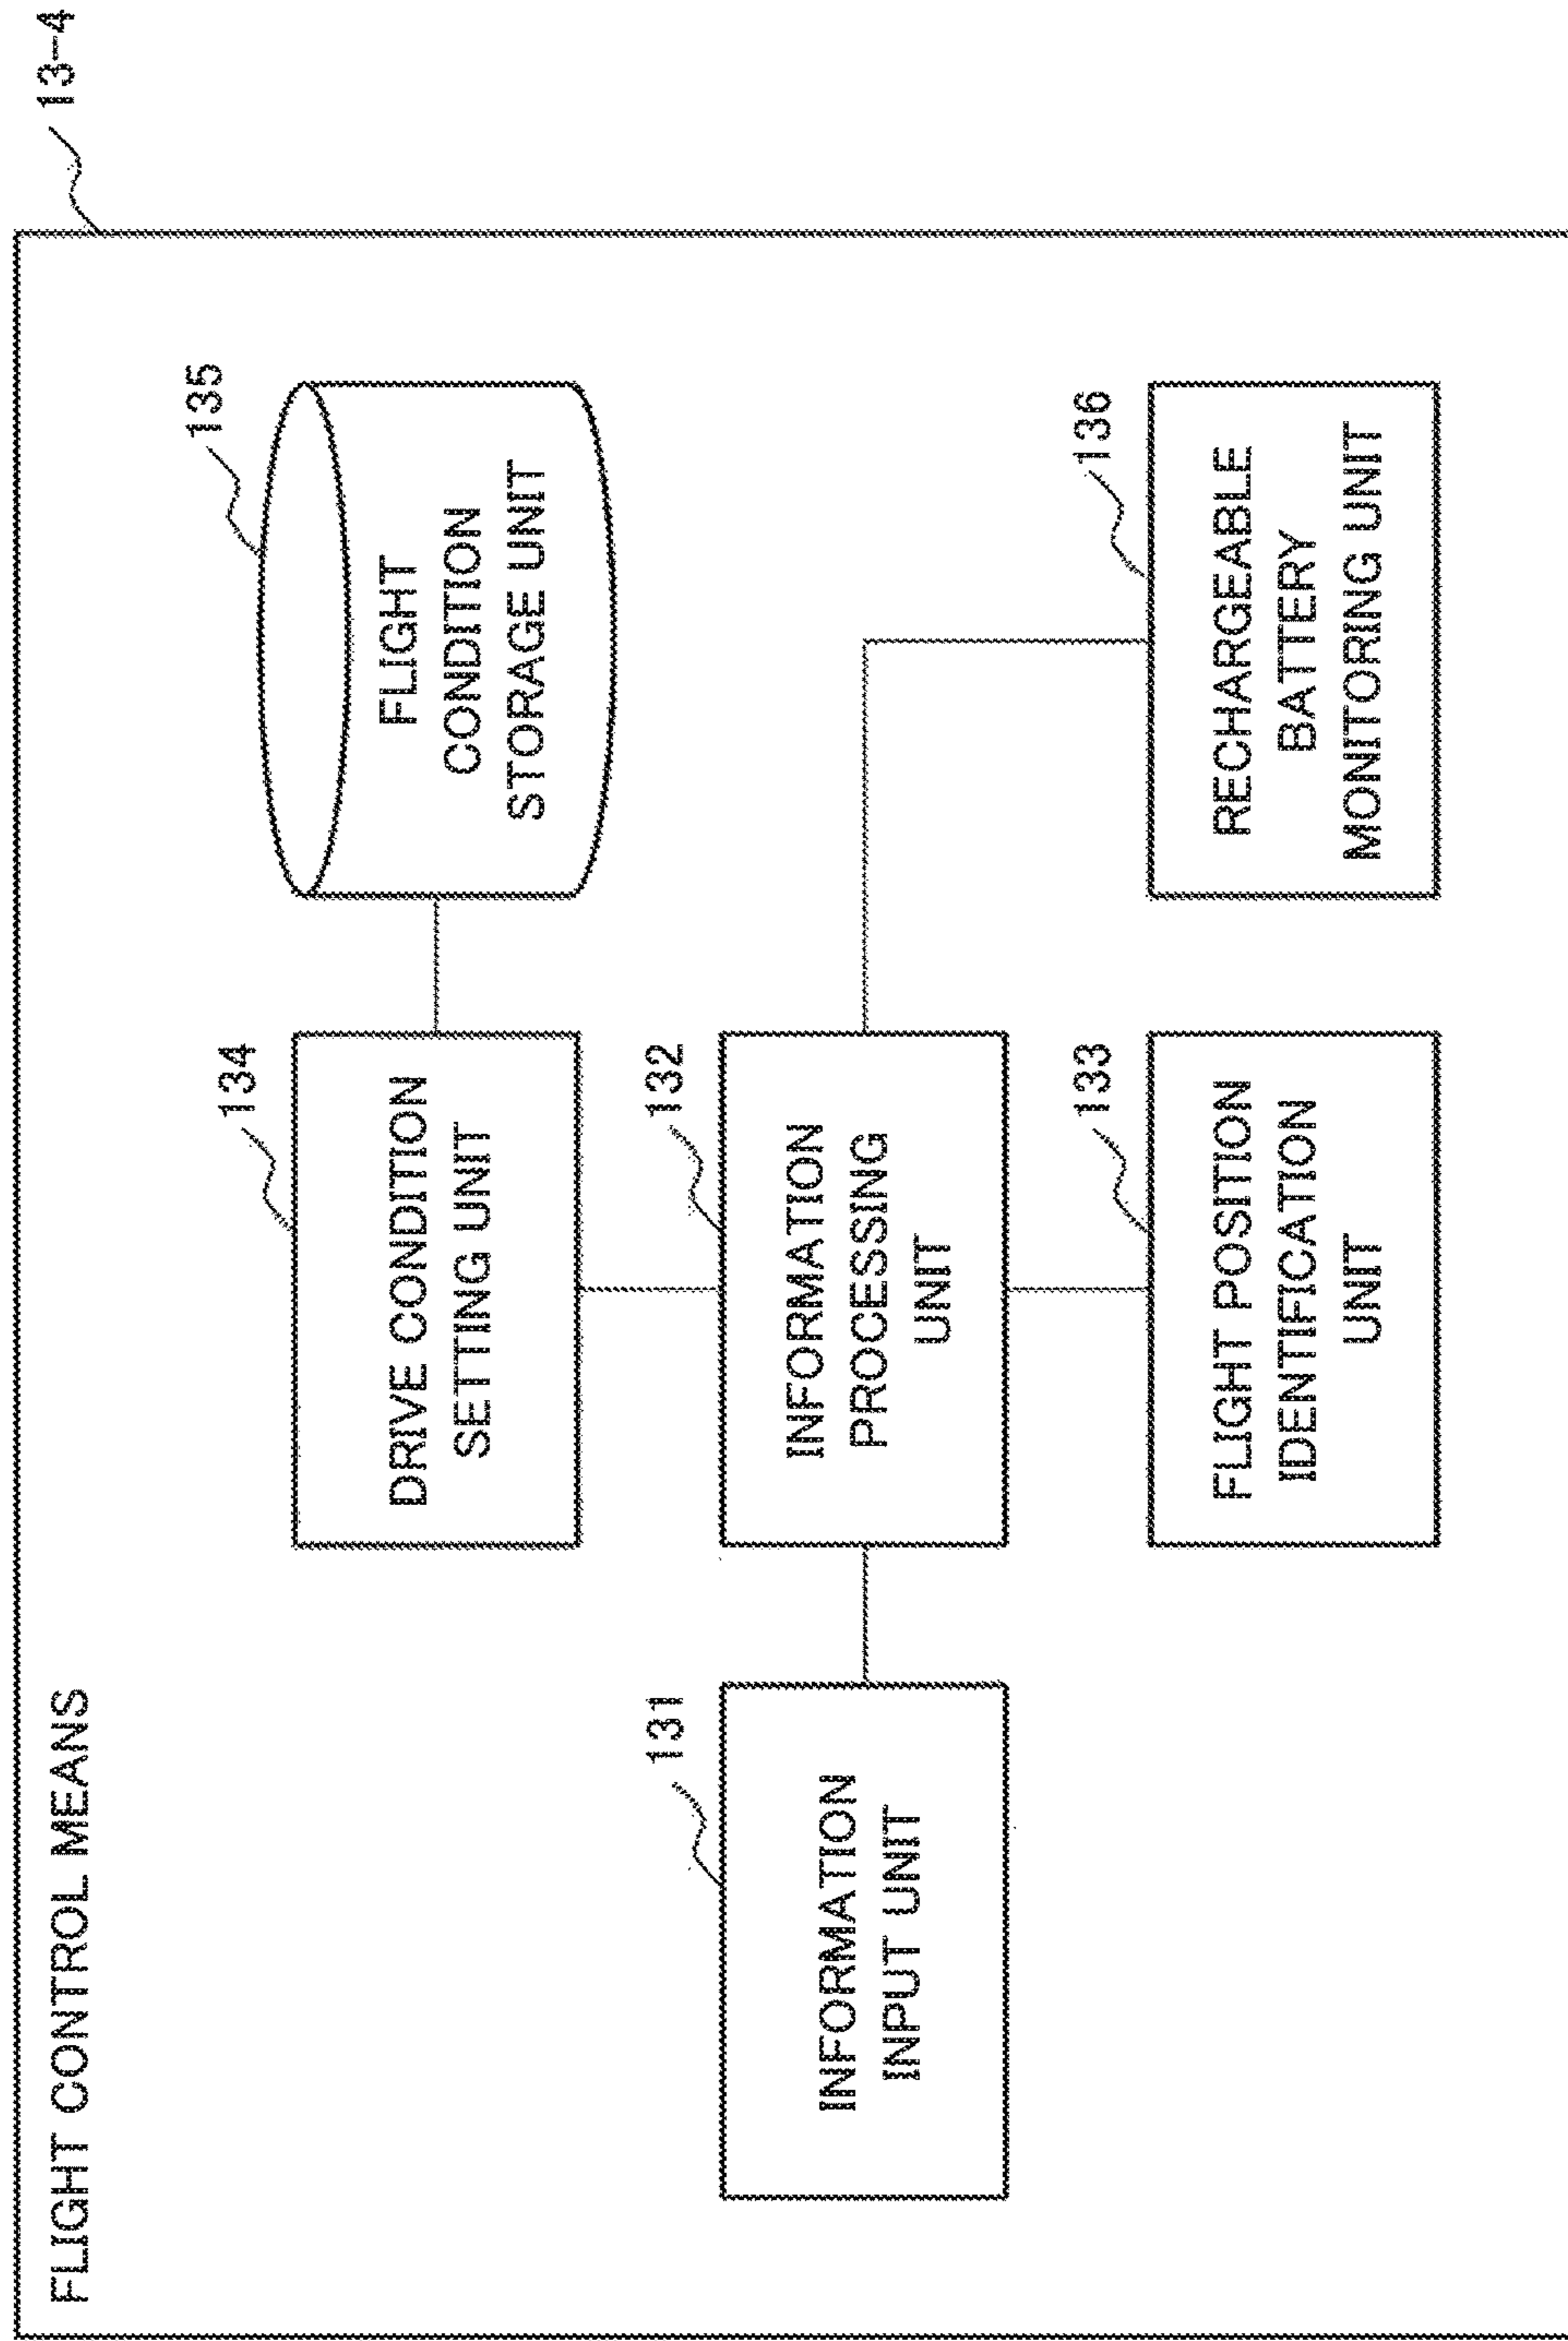 13-4
FLIGHT CONTROL MEANS
134
DRIVE CONDITION
SETTING UNIT
135
FLIGHT
CONDITION
STORAGE UNIT
131
INFORMATION
INPUT UNIT
132
INFORMATION
PROCESSING
UNIT
133
FLIGHT POSITION
IDENTIFICATION
UNIT
136
RECHARGEABLE
BATTERY
MONITORING UNIT